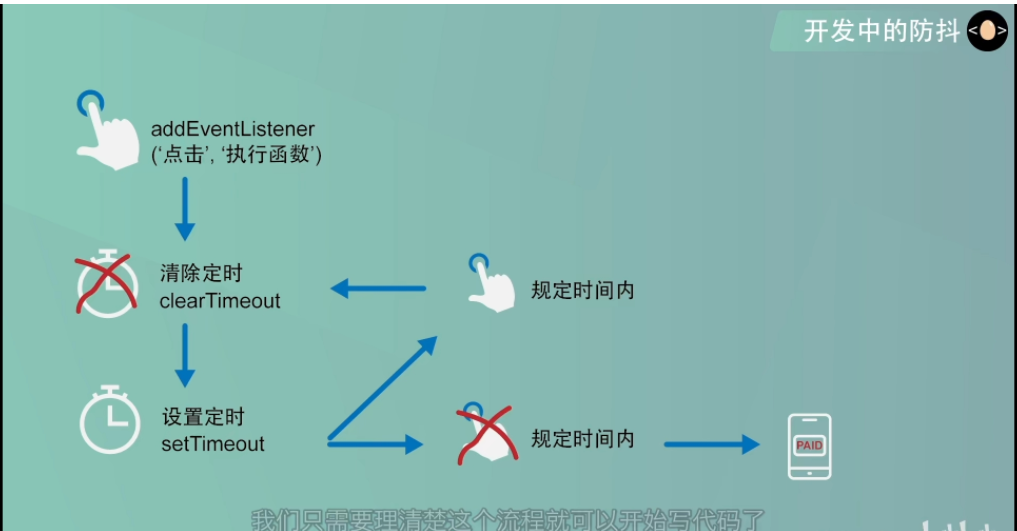 开发中的防抖
< >
addEventListener
('点击', '执行函数')
清除定时
clearTimeout
规定时间内
设置定时
setTimeout
规定时间内
PAID
我们只需要理清楚这个流程就可以开始写代码了